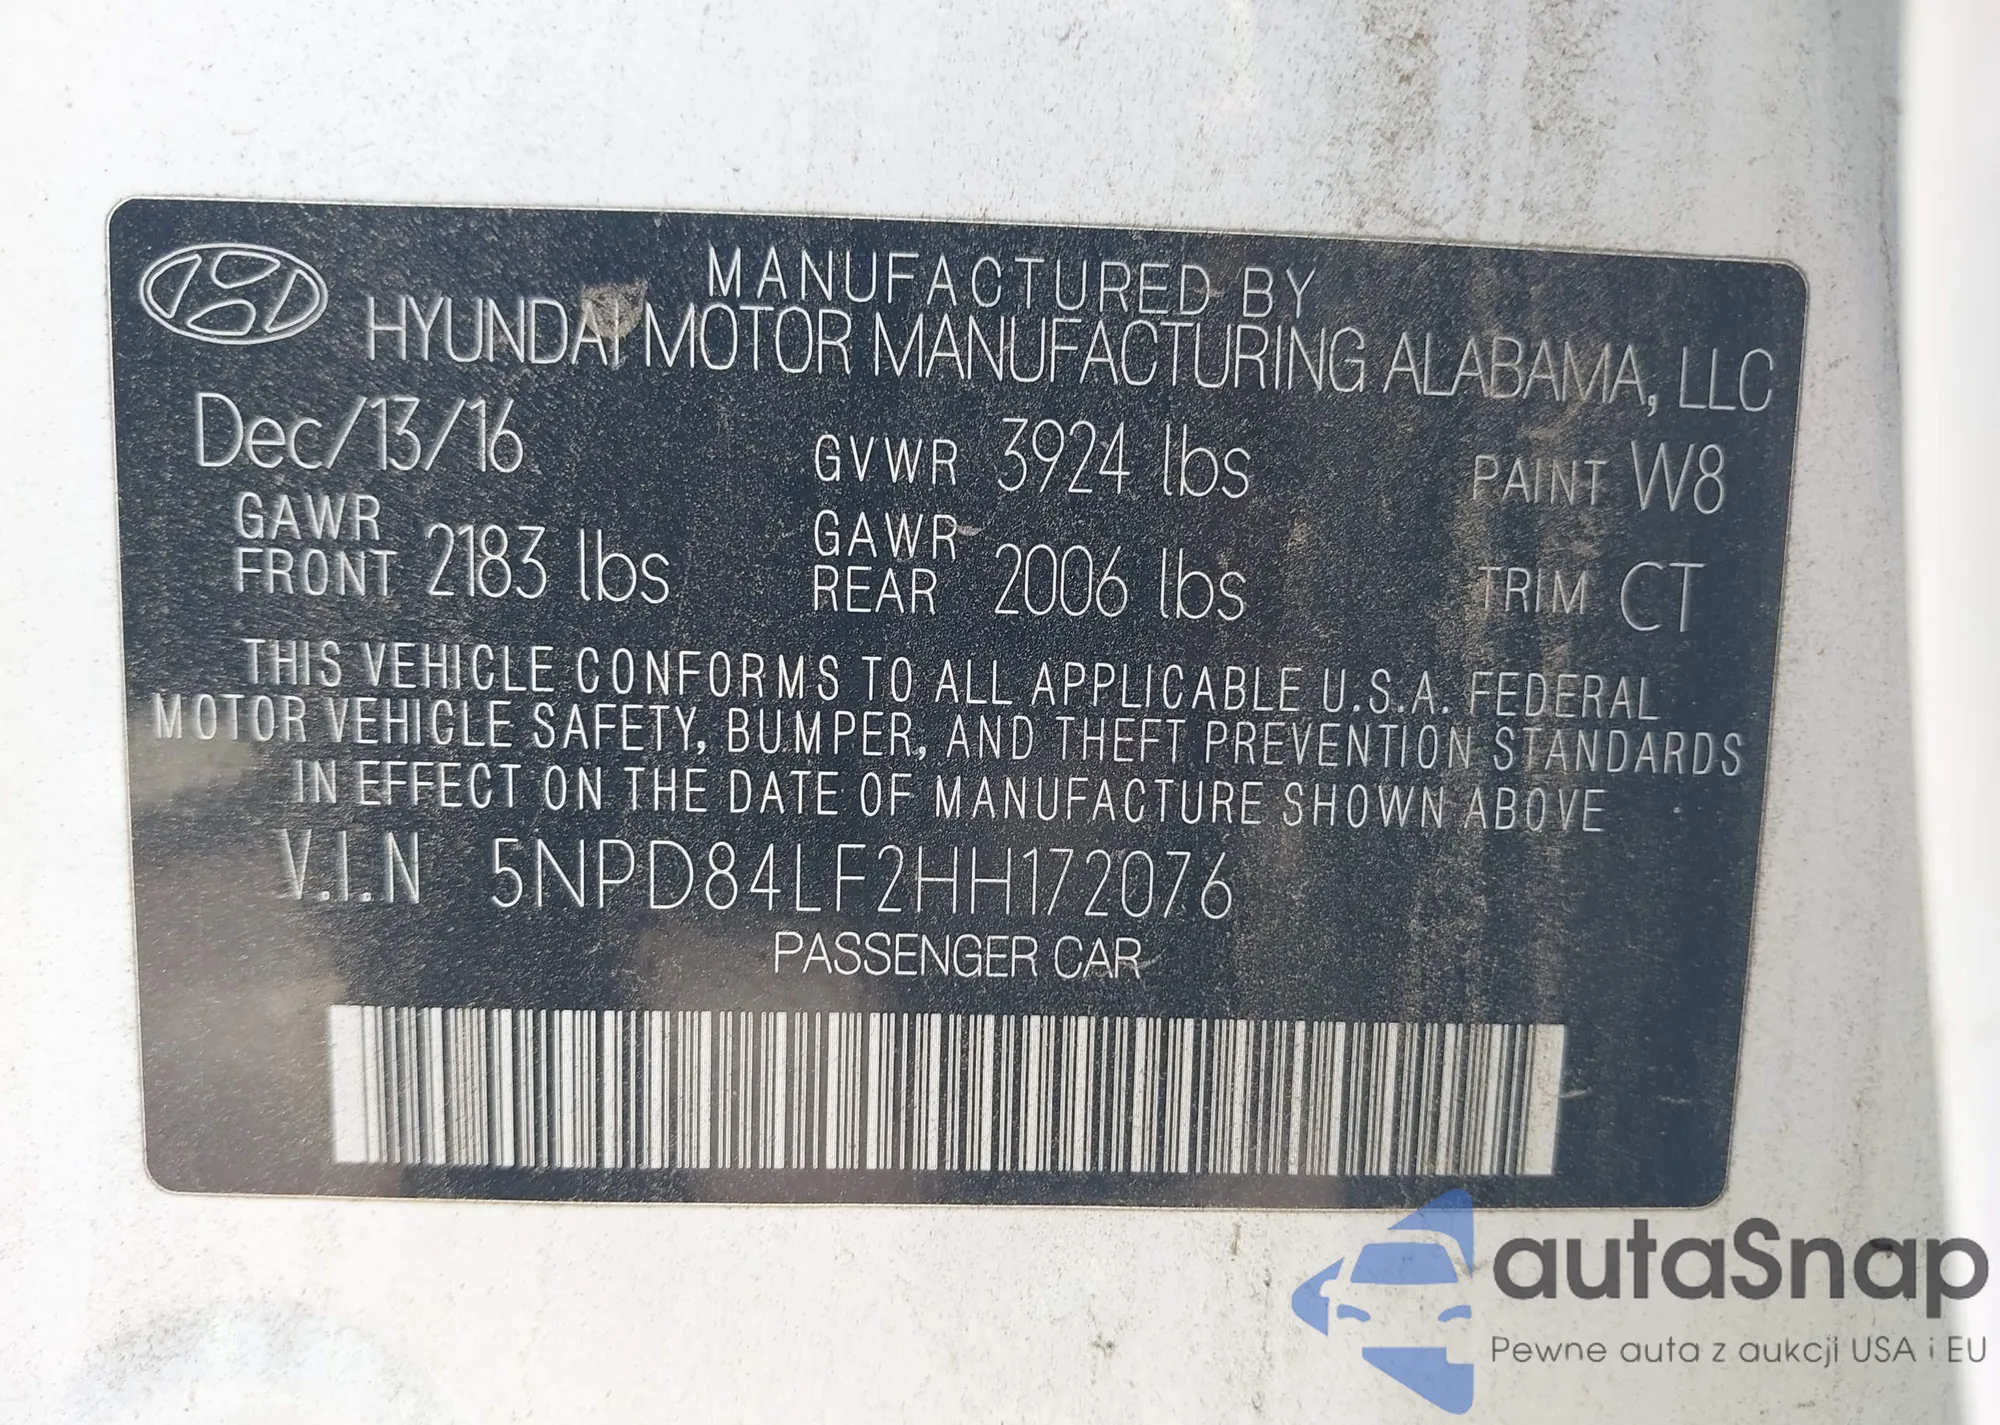 MANUFACTURED BY
HYUNDAI MOTOR MANUFACTURING ALABAMA, LLC
Dec/13/16 GVWR 3924 lbs PAINT W8
GAWR FRONT 2183 lbs GAWR REAR 2006 lbs TRIM CT
THIS VEHICLE CONFORMS TO ALL APPLICABLE U.S.A. FEDERAL
MOTOR VEHICLE SAFETY, BUMPER, AND THEFT PREVENTION STANDARDS
IN EFFECT ON THE DATE OF MANUFACTURE SHOWN ABOVE
V.I.N 5NPD84LF2HH172076
PASSENGER CAR
autaSnap
Pewne auta z aukcji USA i EU